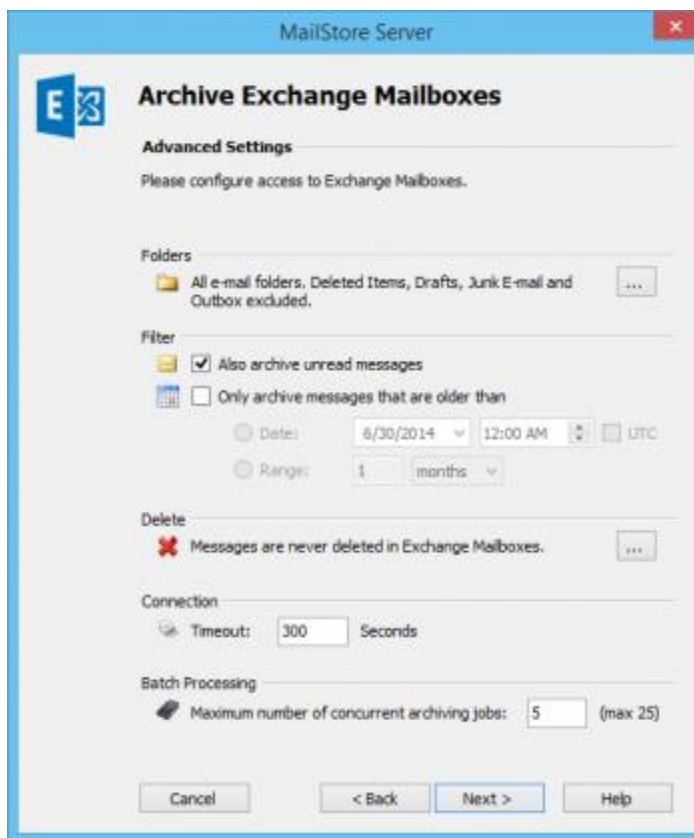 MailStore Server
E
Archive Exchange Mailboxes
Advanced Settings
Please configure access to Exchange Mailboxes.
Folders
All e-mail folders. Deleted Items, Drafts, Junk E-mail and
Outbox excluded.
...
Filter
Also archive unread messages
Only archive messages that are older than
Date: 6/30/2014 12:00 AM UTC
Range: 1 months
Delete
Messages are never deleted in Exchange Mailboxes. ...
Connection
Timeout: 300 Seconds
Batch Processing
Maximum number of concurrent archiving jobs: 5 (max 25)
Cancel < Back Next > Help